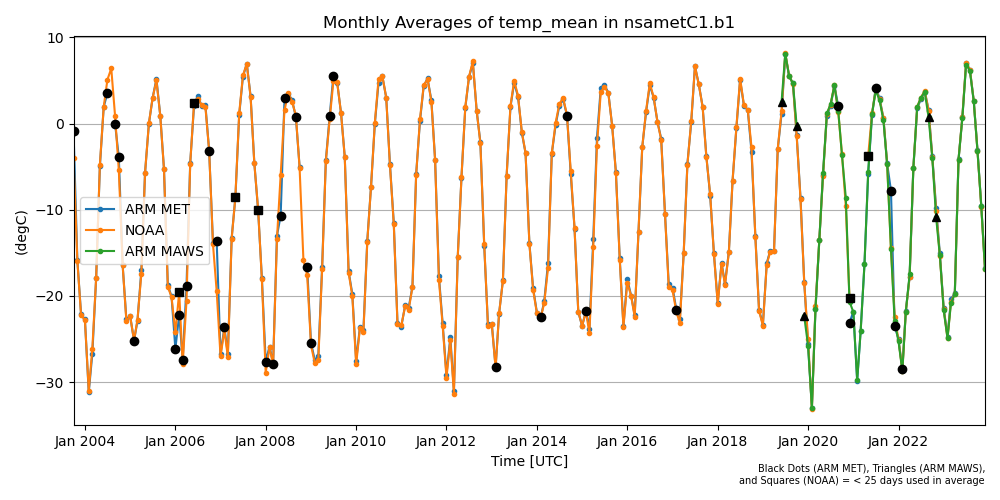 Monthly Averages of temp_mean in nsametC1.b1
10
0
−10
−20
−30
(degC)
ARM MET
NOAA
ARM MAWS
Jan 2004
Jan 2006
Jan 2008
Jan 2010
Jan 2012
Jan 2014
Jan 2016
Jan 2018
Jan 2020
Jan 2022
Time [UTC]
Black Dots (ARM MET), Triangles (ARM MAWS),
and Squares (NOAA) = < 25 days used in average